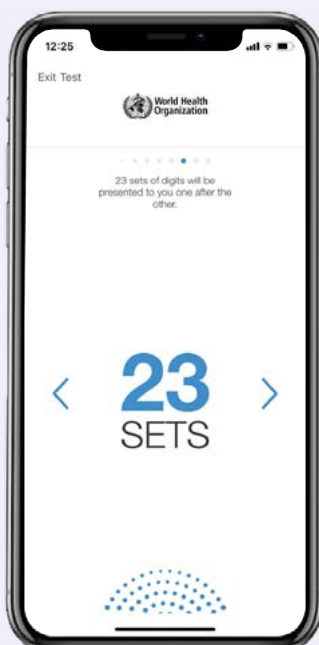 12:25
Exit Test
World Health
Organization
23 sets of digits will be
presented to you one after the
other.
23
SETS